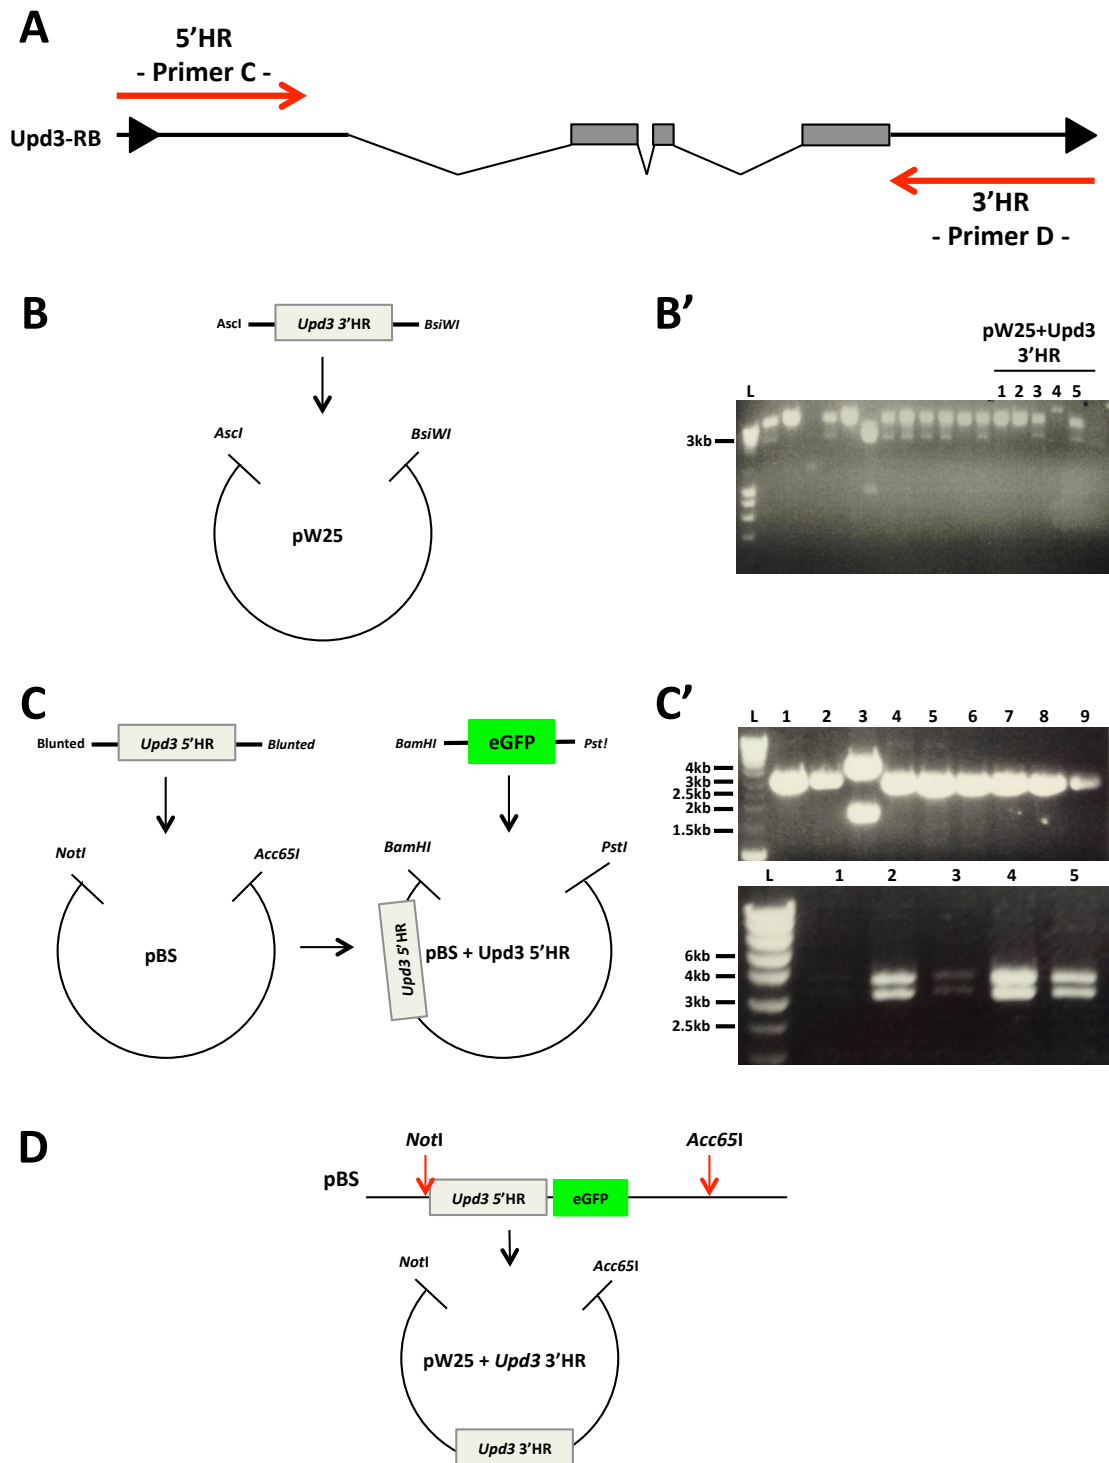 A
5'HR
- Primer C -
Upd3-RB
3'HR
- Primer D -
B
AscI
Upd3 3'HR
BsiWI
AscI
BsiWI
pW25
B'
pW25+Upd3
3'HR
L
1 2 3 4 5
3kb
C
Blunted
Upd3 5'HR
Blunted
BamHI
eGFP
Pst!
NotI
Acc65I
pBS
BamHI
PstI
Upd3 5'HR
pBS + Upd3 5'HR
C'
L 1 2 3 4 5 6 7 8 9
4kb
3kb
2.5kb
2kb
1.5kb
L 1 2 3 4 5
6kb
4kb
3kb
2.5kb
D
NotI
Acc65I
pBS
Upd3 5'HR
eGFP
NotI
Acc65I
pW25 + Upd3 3'HR
Upd3 3'HR